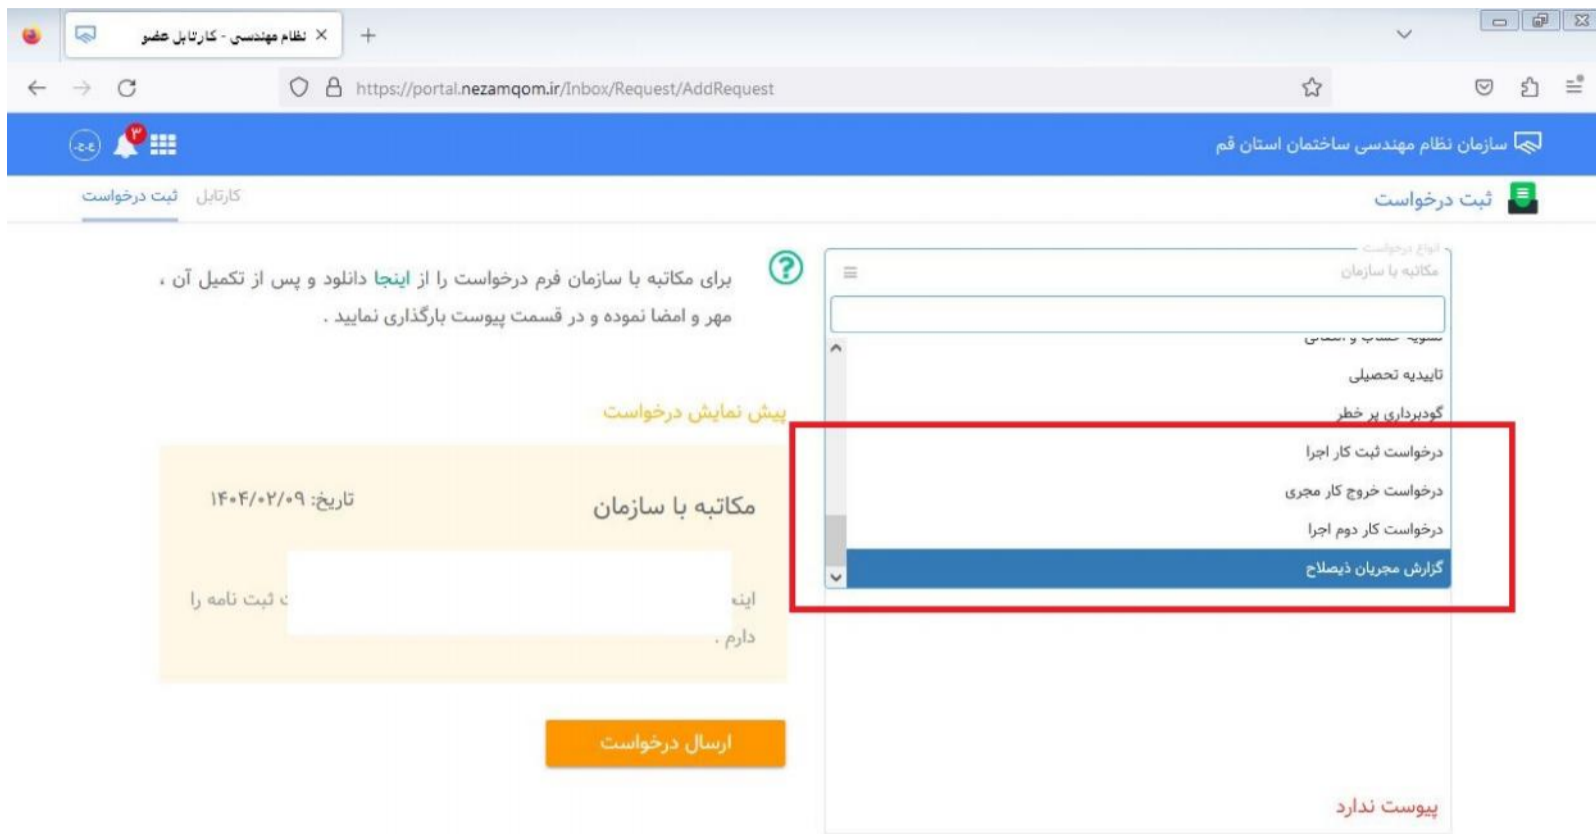 نظام مهندسی - کارتابل عضو
https://portal.nezamqom.ir/Inbox/Request/AddRequest
سازمان نظام مهندسی ساختمان استان قم
۳
ثبت درخواست
کارتابل
ثبت درخواست
انواع درخواست
مکاتبه با سازمان
تاییدیه تحصیلی
گودبرداری پر خطر
درخواست ثبت کار اجرا
درخواست خروج کار مجری
درخواست کار دوم اجرا
گزارش مجریان ذیصلاح
پیوست ندارد
برای مکاتبه با سازمان فرم درخواست را از اینجا دانلود و پس از تکمیل آن ،
مهر و امضا نموده و در قسمت پیوست بارگذاری نمایید .
پیش نمایش درخواست
مکاتبه با سازمان
تاریخ: ۱۴۰۴/۰۲/۰۹
ثبت نامه را
دارم .
ارسال درخواست